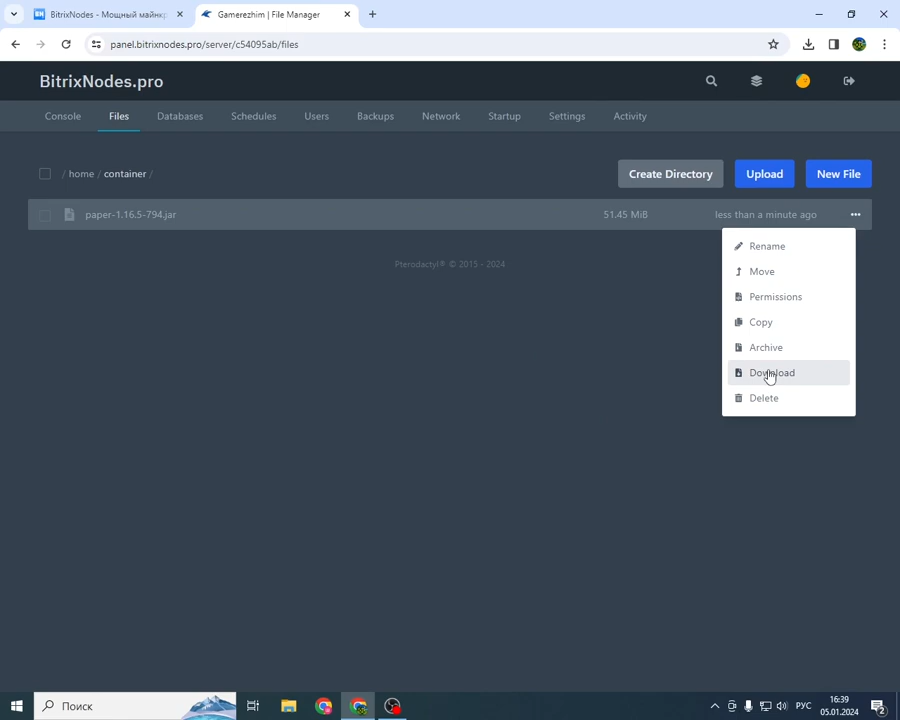 BitrixNodes - Мощный майнкр
Gamerezhim | File Manager
panel.bitrixnodes.pro/server/c54095ab/files
BitrixNodes.pro
Console
Files
Databases
Schedules
Users
Backups
Network
Startup
Settings
Activity
/ home / container /
Create Directory
Upload
New File
paper-1.16.5-794.jar
51.45 MiB
less than a minute ago
Rename
Move
Permissions
Copy
Archive
Download
Delete
Pterodactyl® © 2015 - 2024
Поиск
РУС
16:39
05.01.2024
2